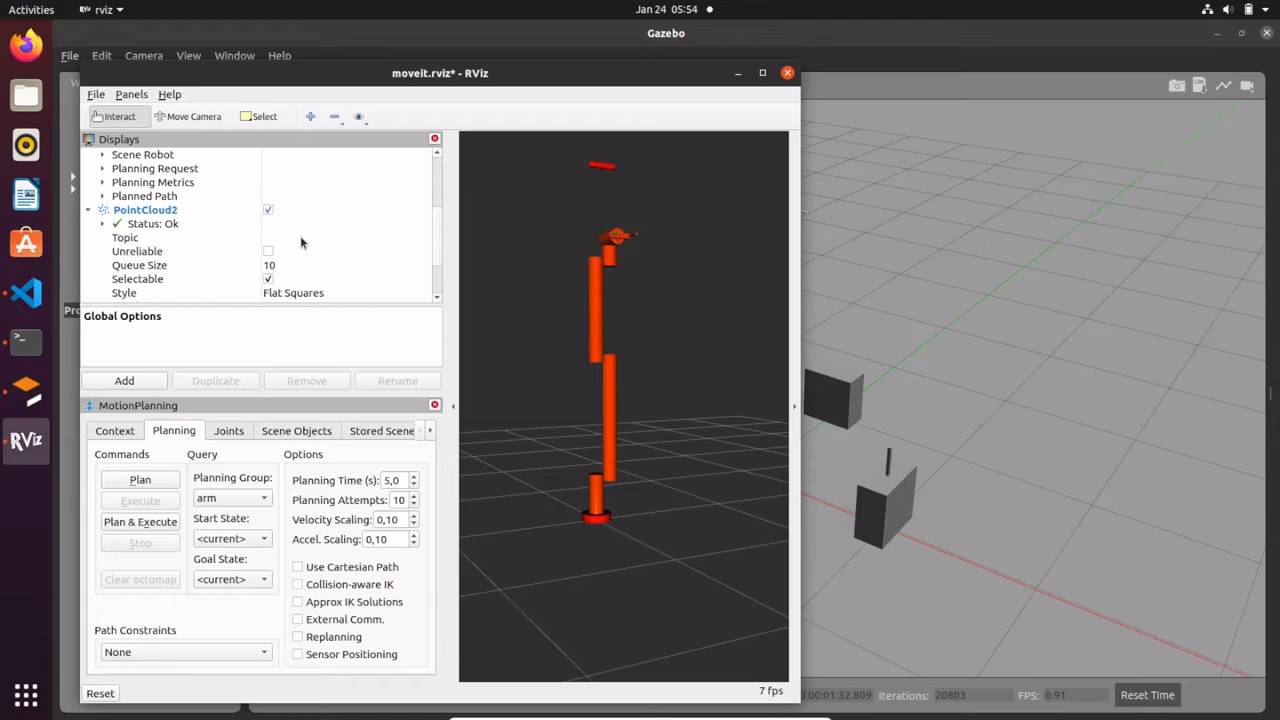 Activities
rviz
Jan 24 05:54
Gazebo
File Edit Camera View Window Help
moveit.rviz* - RViz
File Panels Help
Interact Move Camera Select
Displays
Scene Robot
Planning Request
Planning Metrics
Planned Path
PointCloud2
Status: Ok
Topic
Unreliable
Queue Size 10
Selectable
Style Flat Squares
Global Options
Add Duplicate Remove Rename
MotionPlanning
Context Planning Joints Scene Objects Stored Scene
Commands Query Options
Plan
Execute
Plan & Execute
Stop
Clear octomap
Planning Group:
arm
Start State:
<current>
Goal State:
<current>
Planning Time (s): 5,0
Planning Attempts: 10
Velocity Scaling: 0,10
Accel. Scaling: 0,10
Use Cartesian Path
Collision-aware IK
Approx IK Solutions
External Comm.
Replanning
Sensor Positioning
Path Constraints
None
Reset
7 fps
RViz
00:01:32.809 Iterations: 20803 FPS: 0.91 Reset Time